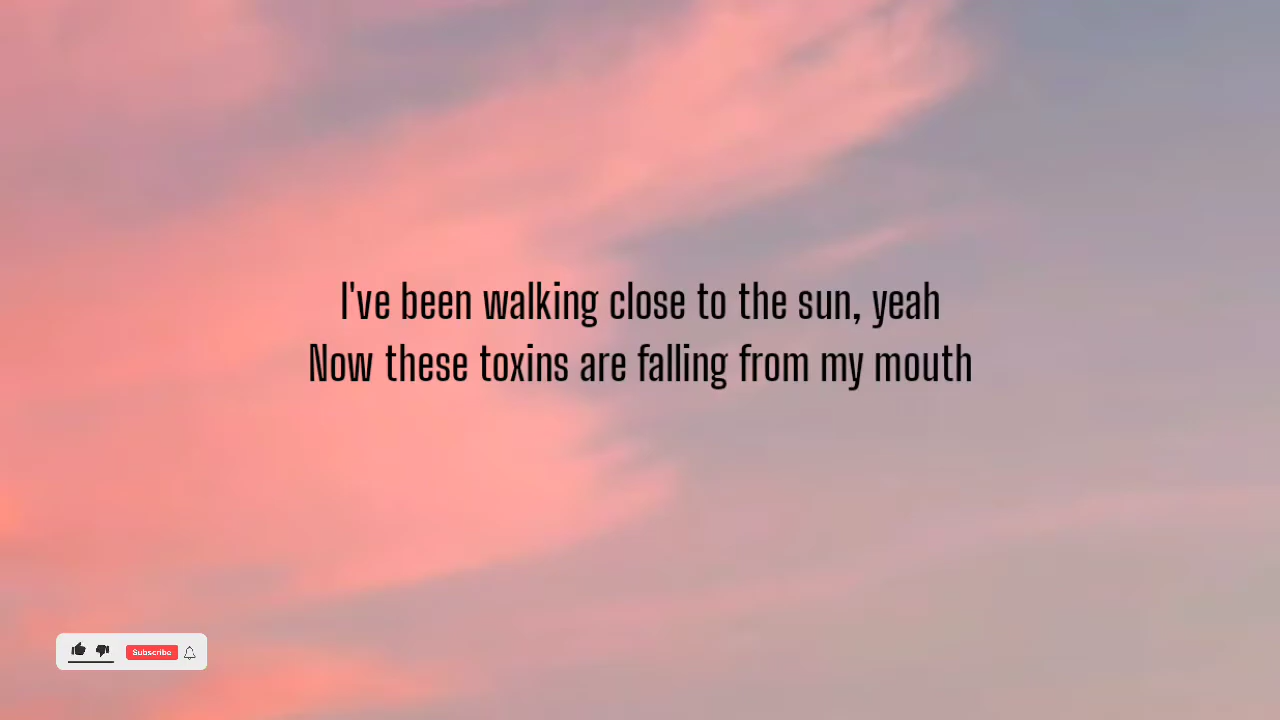 I've been walking close to the sun, yeah
Now these toxins are falling from my mouth
Subscribe